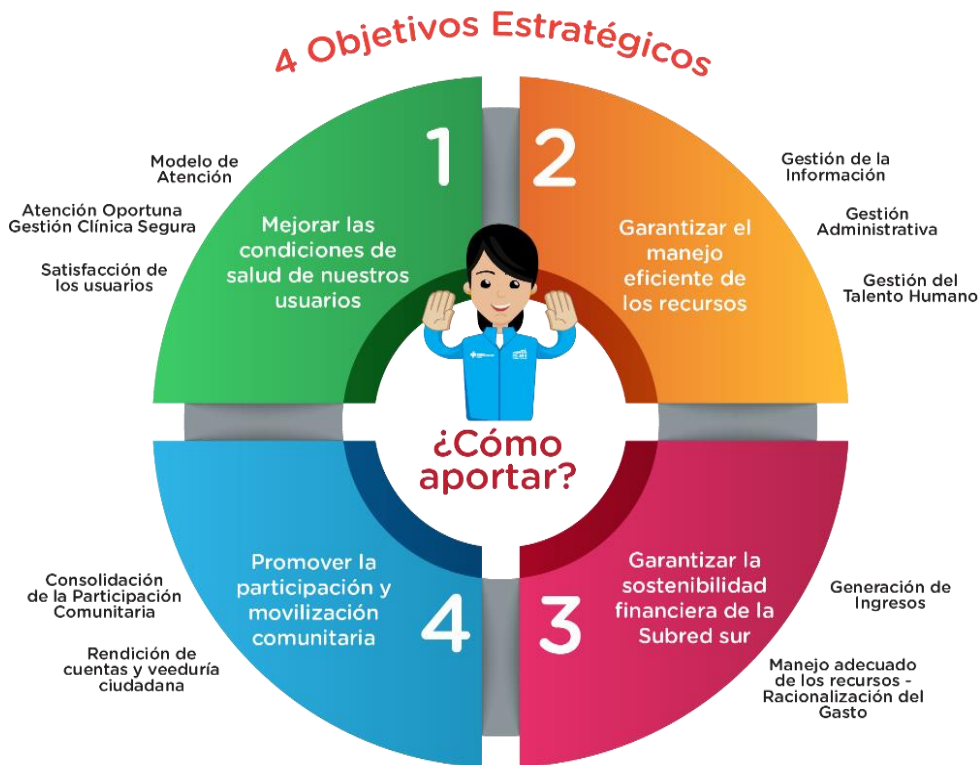 4 Objetivos Estratégicos
1
Modelo de
Atención
Atención Oportuna
Gestión Clínica Segura
Satisfacción de
los usuarios
Mejorar las
condiciones de
salud de nuestros
usuarios
2
Garantizar el
manejo
eficiente de
los recursos
Gestión de la
Información
Gestión
Administrativa
Gestión del
Talento Humano
¿Cómo
aportar?
Garantizar la
sostenibilidad
financiera de la
Subred sur
3
Generación de
Ingresos
Manejo adecuado
de los recursos -
Racionalización del
Gasto
Promover la
participación y
movilización
comunitaria
4
Consolidación
de la Participación
Comunitaria
Rendición de
cuentas y veeduría
ciudadana